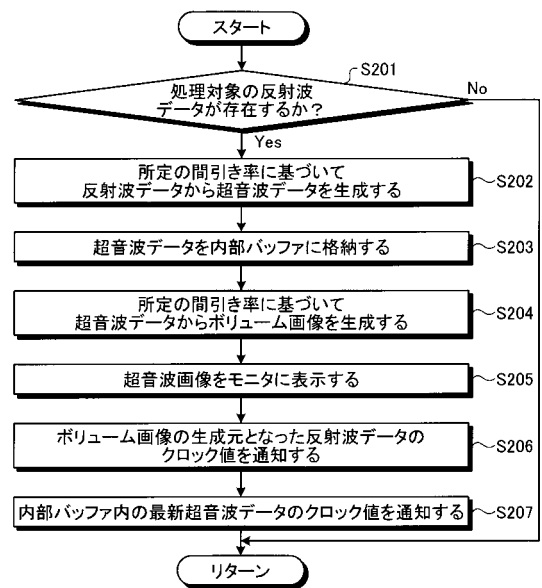 スタート
S201
処理対象の反射波
データが存在するか?
No
Yes
所定の間引き率に基づいて
反射波データから超音波データを生成する
S202
超音波データを内部バッファに格納する
S203
所定の間引き率に基づいて
超音波データからボリューム画像を生成する
S204
超音波画像をモニタに表示する
S205
ボリューム画像の生成元となった反射波データの
クロック値を通知する
S206
内部バッファ内の最新超音波データのクロック値を通知する
S207
リターン